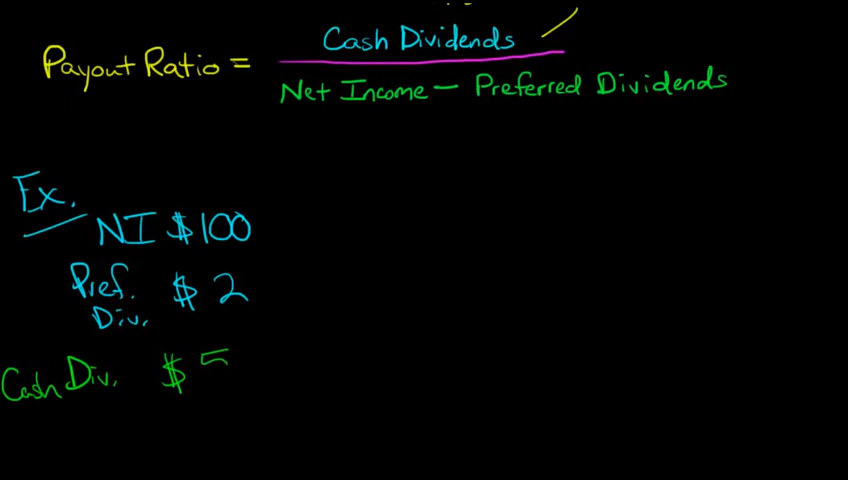 Cash Dividends
Payout Ratio =
Net Income - Preferred Dividends
Ex.
NI $100
Pref. $2
Div.
Cash Div. $5